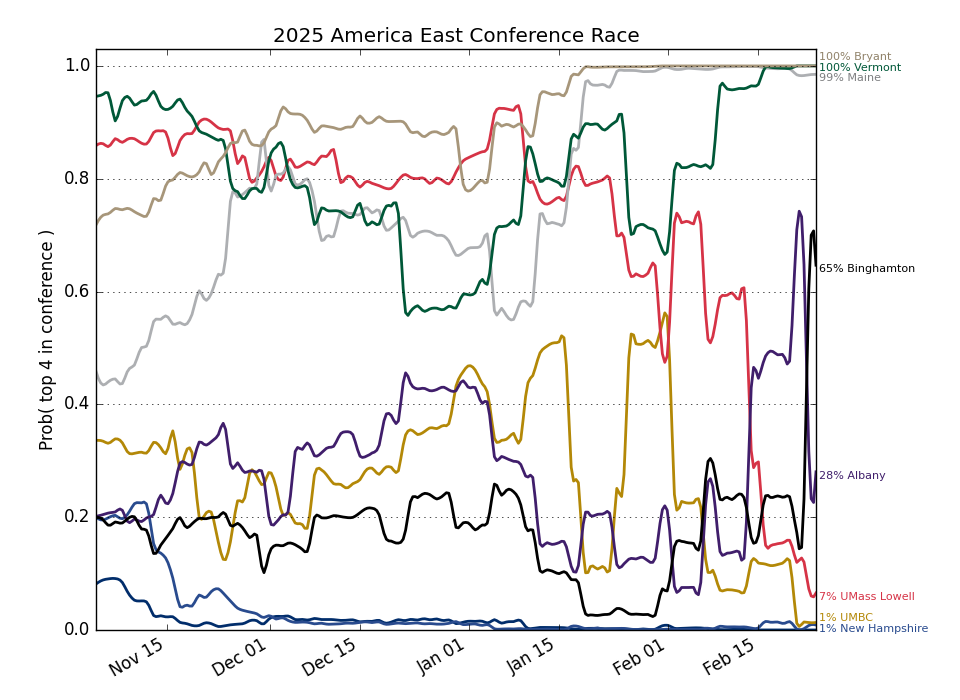 2025 America East Conference Race
Prob( top 4 in conference )
1.0
0.8
0.6
0.4
0.2
0.0
Nov 15
Dec 01
Dec 15
Jan 01
Jan 15
Feb 01
Feb 15
100% Bryant
100% Vermont
99% Maine
65% Binghamton
28% Albany
7% UMass Lowell
1% UMBC
1% New Hampshire